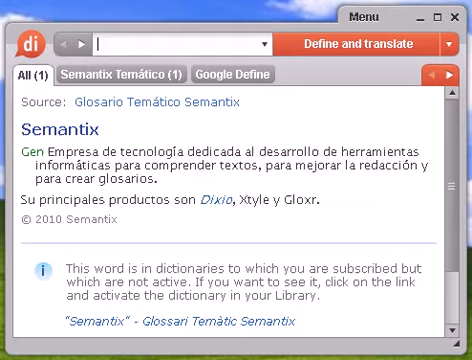 Menu
di
Define and translate
All (1) Semantix Temático (1) Google Define
Source: Glosario Temático Semantix
Semantix
Gen Empresa de tecnología dedicada al desarrollo de herramientas
informáticas para comprender textos, para mejorar la redacción y
para crear glosarios.
Su principales productos son Dixio, Xtyle y Gloxr.
© 2010 Semantix
i
This word is in dictionaries to which you are subscribed but
which are not active. If you want to see it, click on the link
and activate the dictionary in your Library.
"Semantix" - Glossari Temàtic Semantix